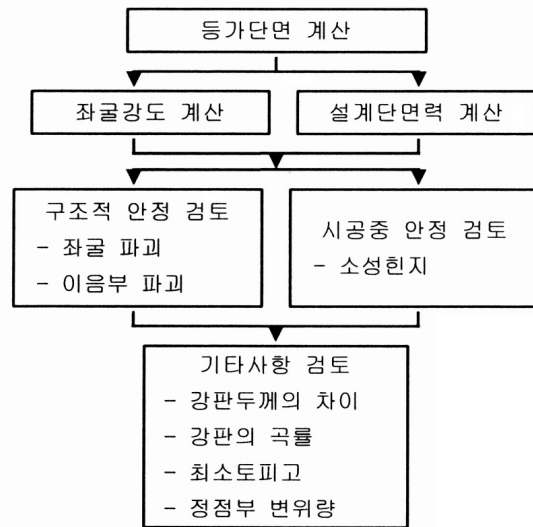 등가단면 계산
좌굴강도 계산
설계단면력 계산
구조적 안정 검토
- 좌굴 파괴
- 이음부 파괴
시공중 안정 검토
- 소성힌지
기타사항 검토
- 강판두께의 차이
- 강판의 곡률
- 최소토피고
- 정점부 변위량